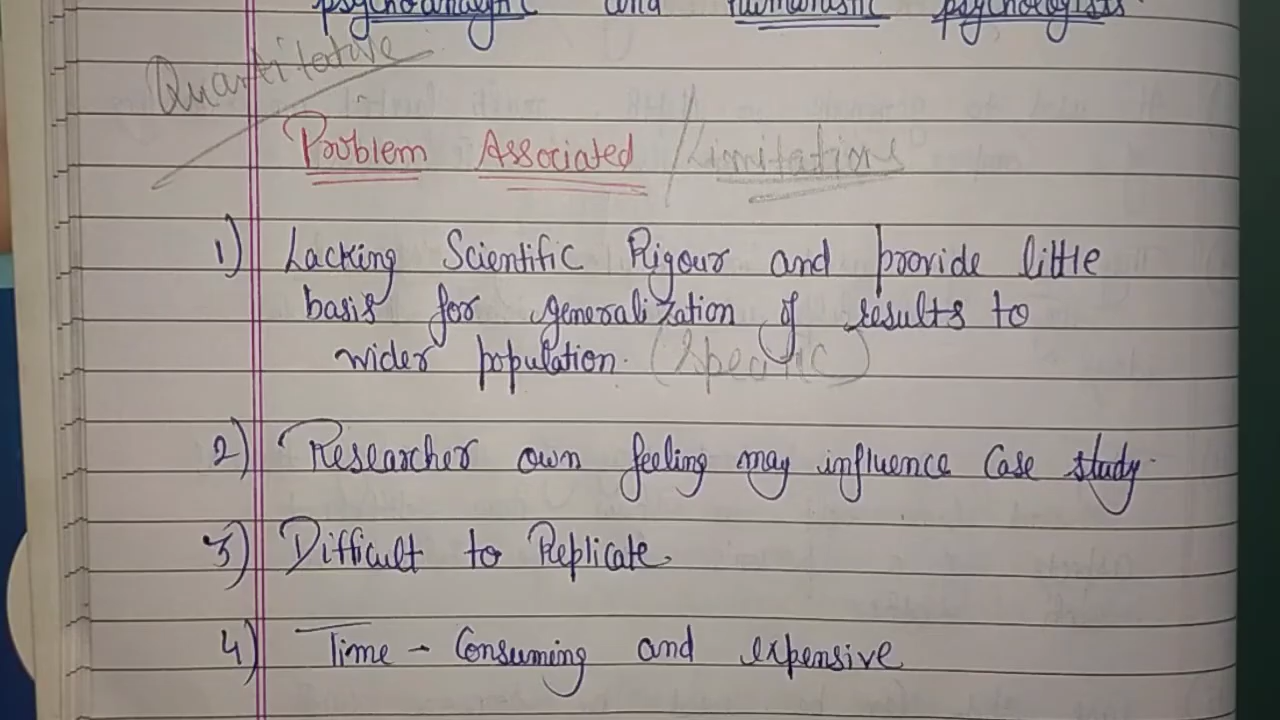 psychoanalytic and humanistic psychologists.
Quantitative
Problem Associated / Limitations
1) Lacking Scientific Rigour and provide little
basis for generalization of results to
wider population. (Specific)
2) Researcher own feeling may influence Case study.
3) Difficult to Replicate.
4) Time - Consuming and expensive